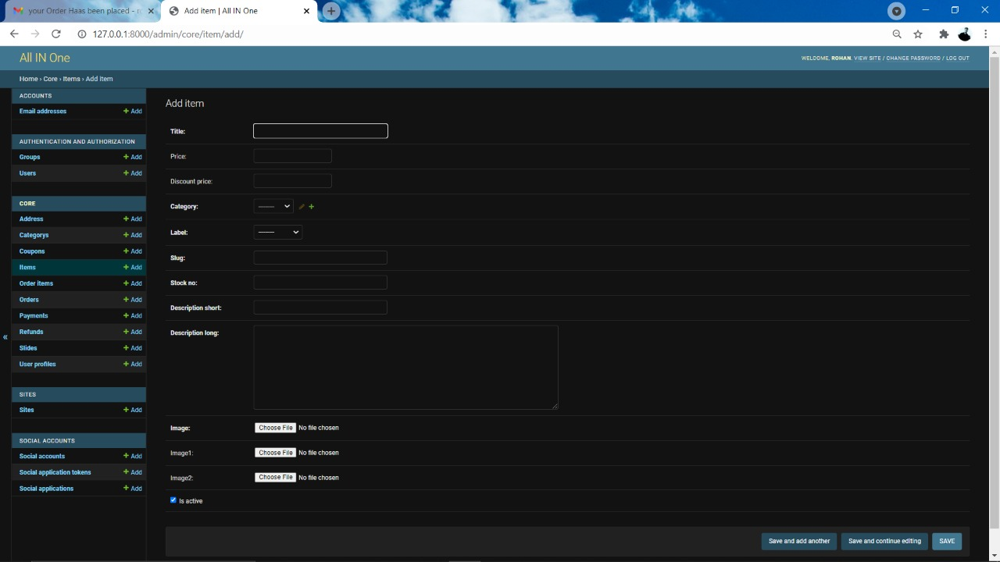 your Order Haas been placed - r
Add item | All IN One
127.0.0.1:8000/admin/core/item/add/
All IN One
WELCOME, ROHAN. VIEW SITE / CHANGE PASSWORD / LOG OUT
Home › Core › Items › Add item
ACCOUNTS
Email addresses + Add
AUTHENTICATION AND AUTHORIZATION
Groups + Add
Users + Add
CORE
Address + Add
Categorys + Add
Coupons + Add
Items + Add
Order items + Add
Orders + Add
Payments + Add
Refunds + Add
Slides + Add
User profiles + Add
SITES
Sites + Add
SOCIAL ACCOUNTS
Social accounts + Add
Social application tokens + Add
Social applications + Add
«
Add item
Title:
Price:
Discount price:
Category: ---------
Label: ---------
Slug:
Stock no:
Description short:
Description long:
Image: Choose File No file chosen
Image1: Choose File No file chosen
Image2: Choose File No file chosen
Is active
Save and add another Save and continue editing SAVE